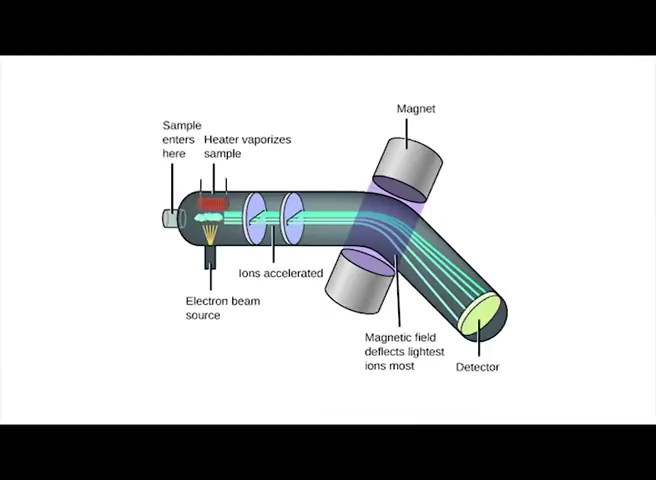 Magnet
Sample
enters
here
Heater vaporizes
sample
Ions accelerated
Electron beam
source
Magnetic field
deflects lightest
ions most
Detector